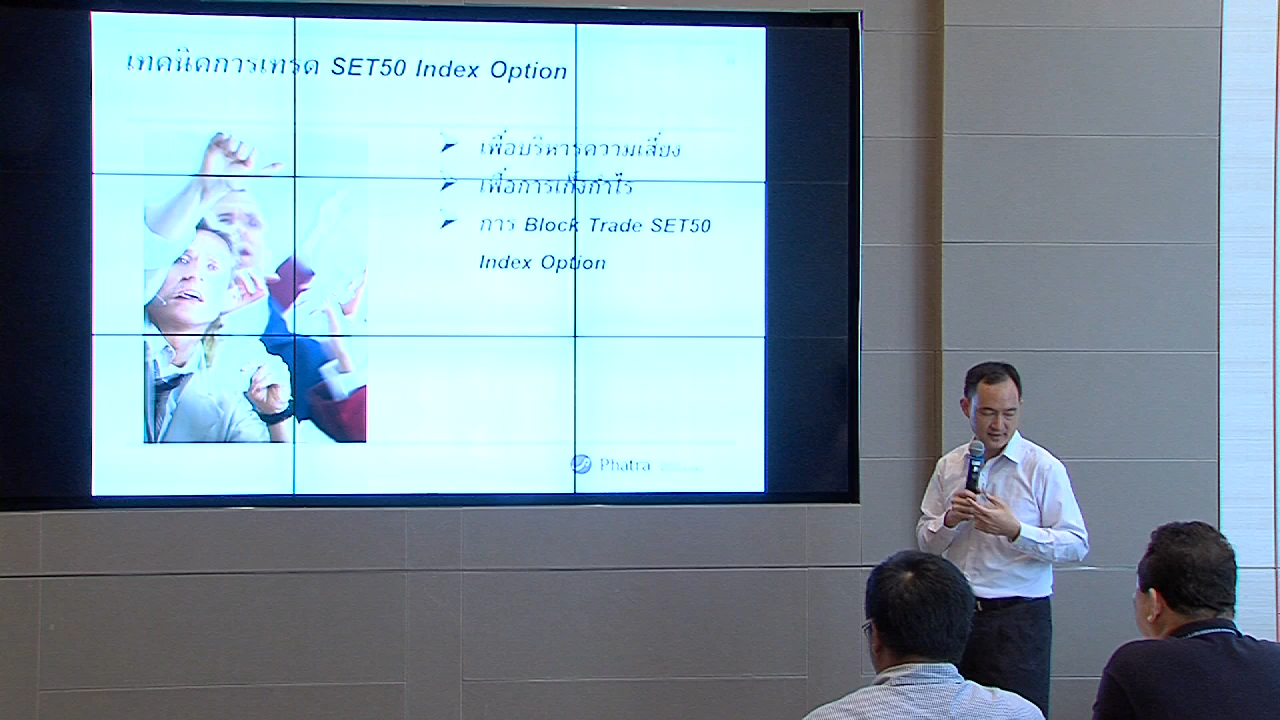 เทคนิคการเทรด SET50 Index Option
เพื่อบริหารความเสี่ยง
เพื่อการเก็งกำไร
การ Block Trade SET50
Index Option
Phatra